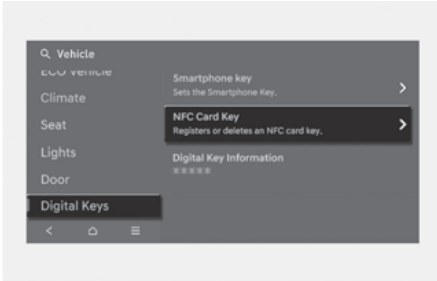 Vehicle
ECO Vehicle
Climate
Seat
Lights
Door
Digital Keys
Smartphone key
Sets the Smartphone Key.
NFC Card Key
Registers or deletes an NFC card key.
Digital Key Information
*****